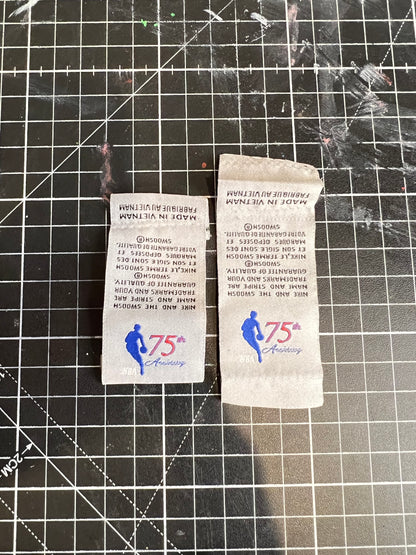 MADE IN VIETNAM
FABRIQUE AU VIETNAM
NIKE AND THE SWOOSH
NAME AND STRIPE ARE
TRADEMARKS AND YOUR
GUARANTEE OF QUALITY.
SWOOSH®
NIKE, LE TERME SWOOSH
ET SON SIGLE SONT DES
MARQUES DEPOSEES ET
VOTRE GARANTIE DE QUALITE.
SWOOSH®
75th
Anniversary
MADE IN VIETNAM
FABRIQUE AU VIETNAM
NIKE AND THE SWOOSH
NAME AND STRIPE ARE
TRADEMARKS AND YOUR
GUARANTEE OF QUALITY.
SWOOSH®
NIKE, LE TERME SWOOSH
ET SON SIGLE SONT DES
MARQUES DEPOSEES ET
VOTRE GARANTIE DE QUALITE.
SWOOSH®
75th
Anniversary
2CM